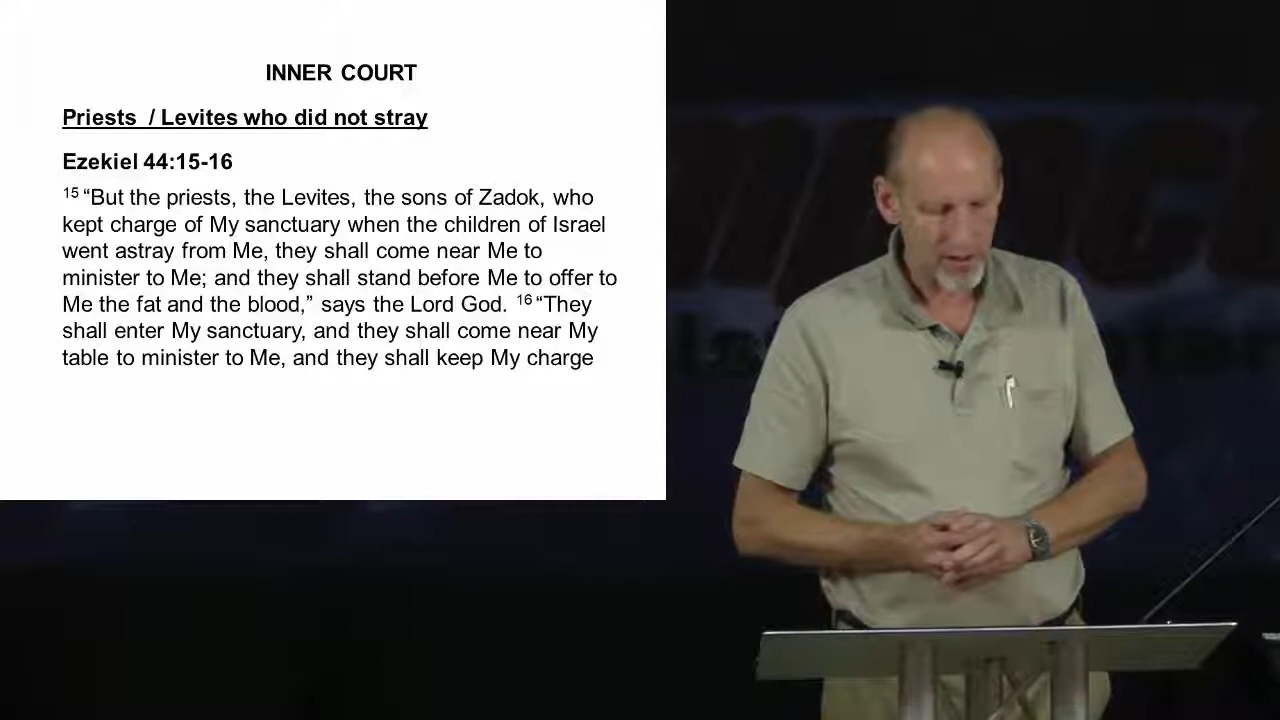 INNER COURT
Priests / Levites who did not stray
Ezekiel 44:15-16
15 “But the priests, the Levites, the sons of Zadok, who
kept charge of My sanctuary when the children of Israel
went astray from Me, they shall come near Me to
minister to Me; and they shall stand before Me to offer to
Me the fat and the blood,” says the Lord God. 16 “They
shall enter My sanctuary, and they shall come near My
table to minister to Me, and they shall keep My charge